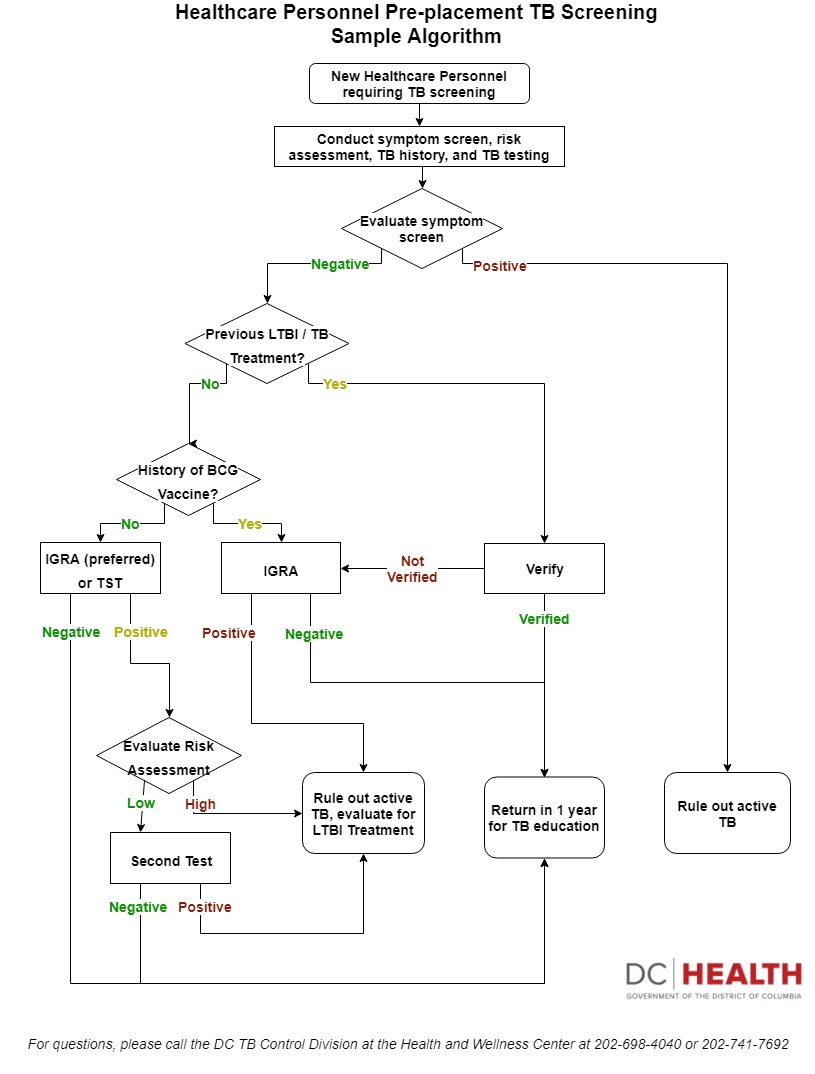 Healthcare Personnel Pre-placement TB Screening
Sample Algorithm
New Healthcare Personnel
requiring TB screening
Conduct symptom screen, risk
assessment, TB history, and TB testing
Evaluate symptom
screen
Negative
Positive
Previous LTBI / TB
Treatment?
No
Yes
History of BCG
Vaccine?
No
Yes
IGRA (preferred)
or TST
IGRA
Not
Verified
Verify
Negative
Positive
Positive
Negative
Verified
Evaluate Risk
Assessment
Low
High
Rule out active
TB, evaluate for
LTBI Treatment
Return in 1 year
for TB education
Rule out active
TB
Second Test
Negative
Positive
DC HEALTH
GOVERNMENT OF THE DISTRICT OF COLUMBIA
For questions, please call the DC TB Control Division at the Health and Wellness Center at 202-698-4040 or 202-741-7692